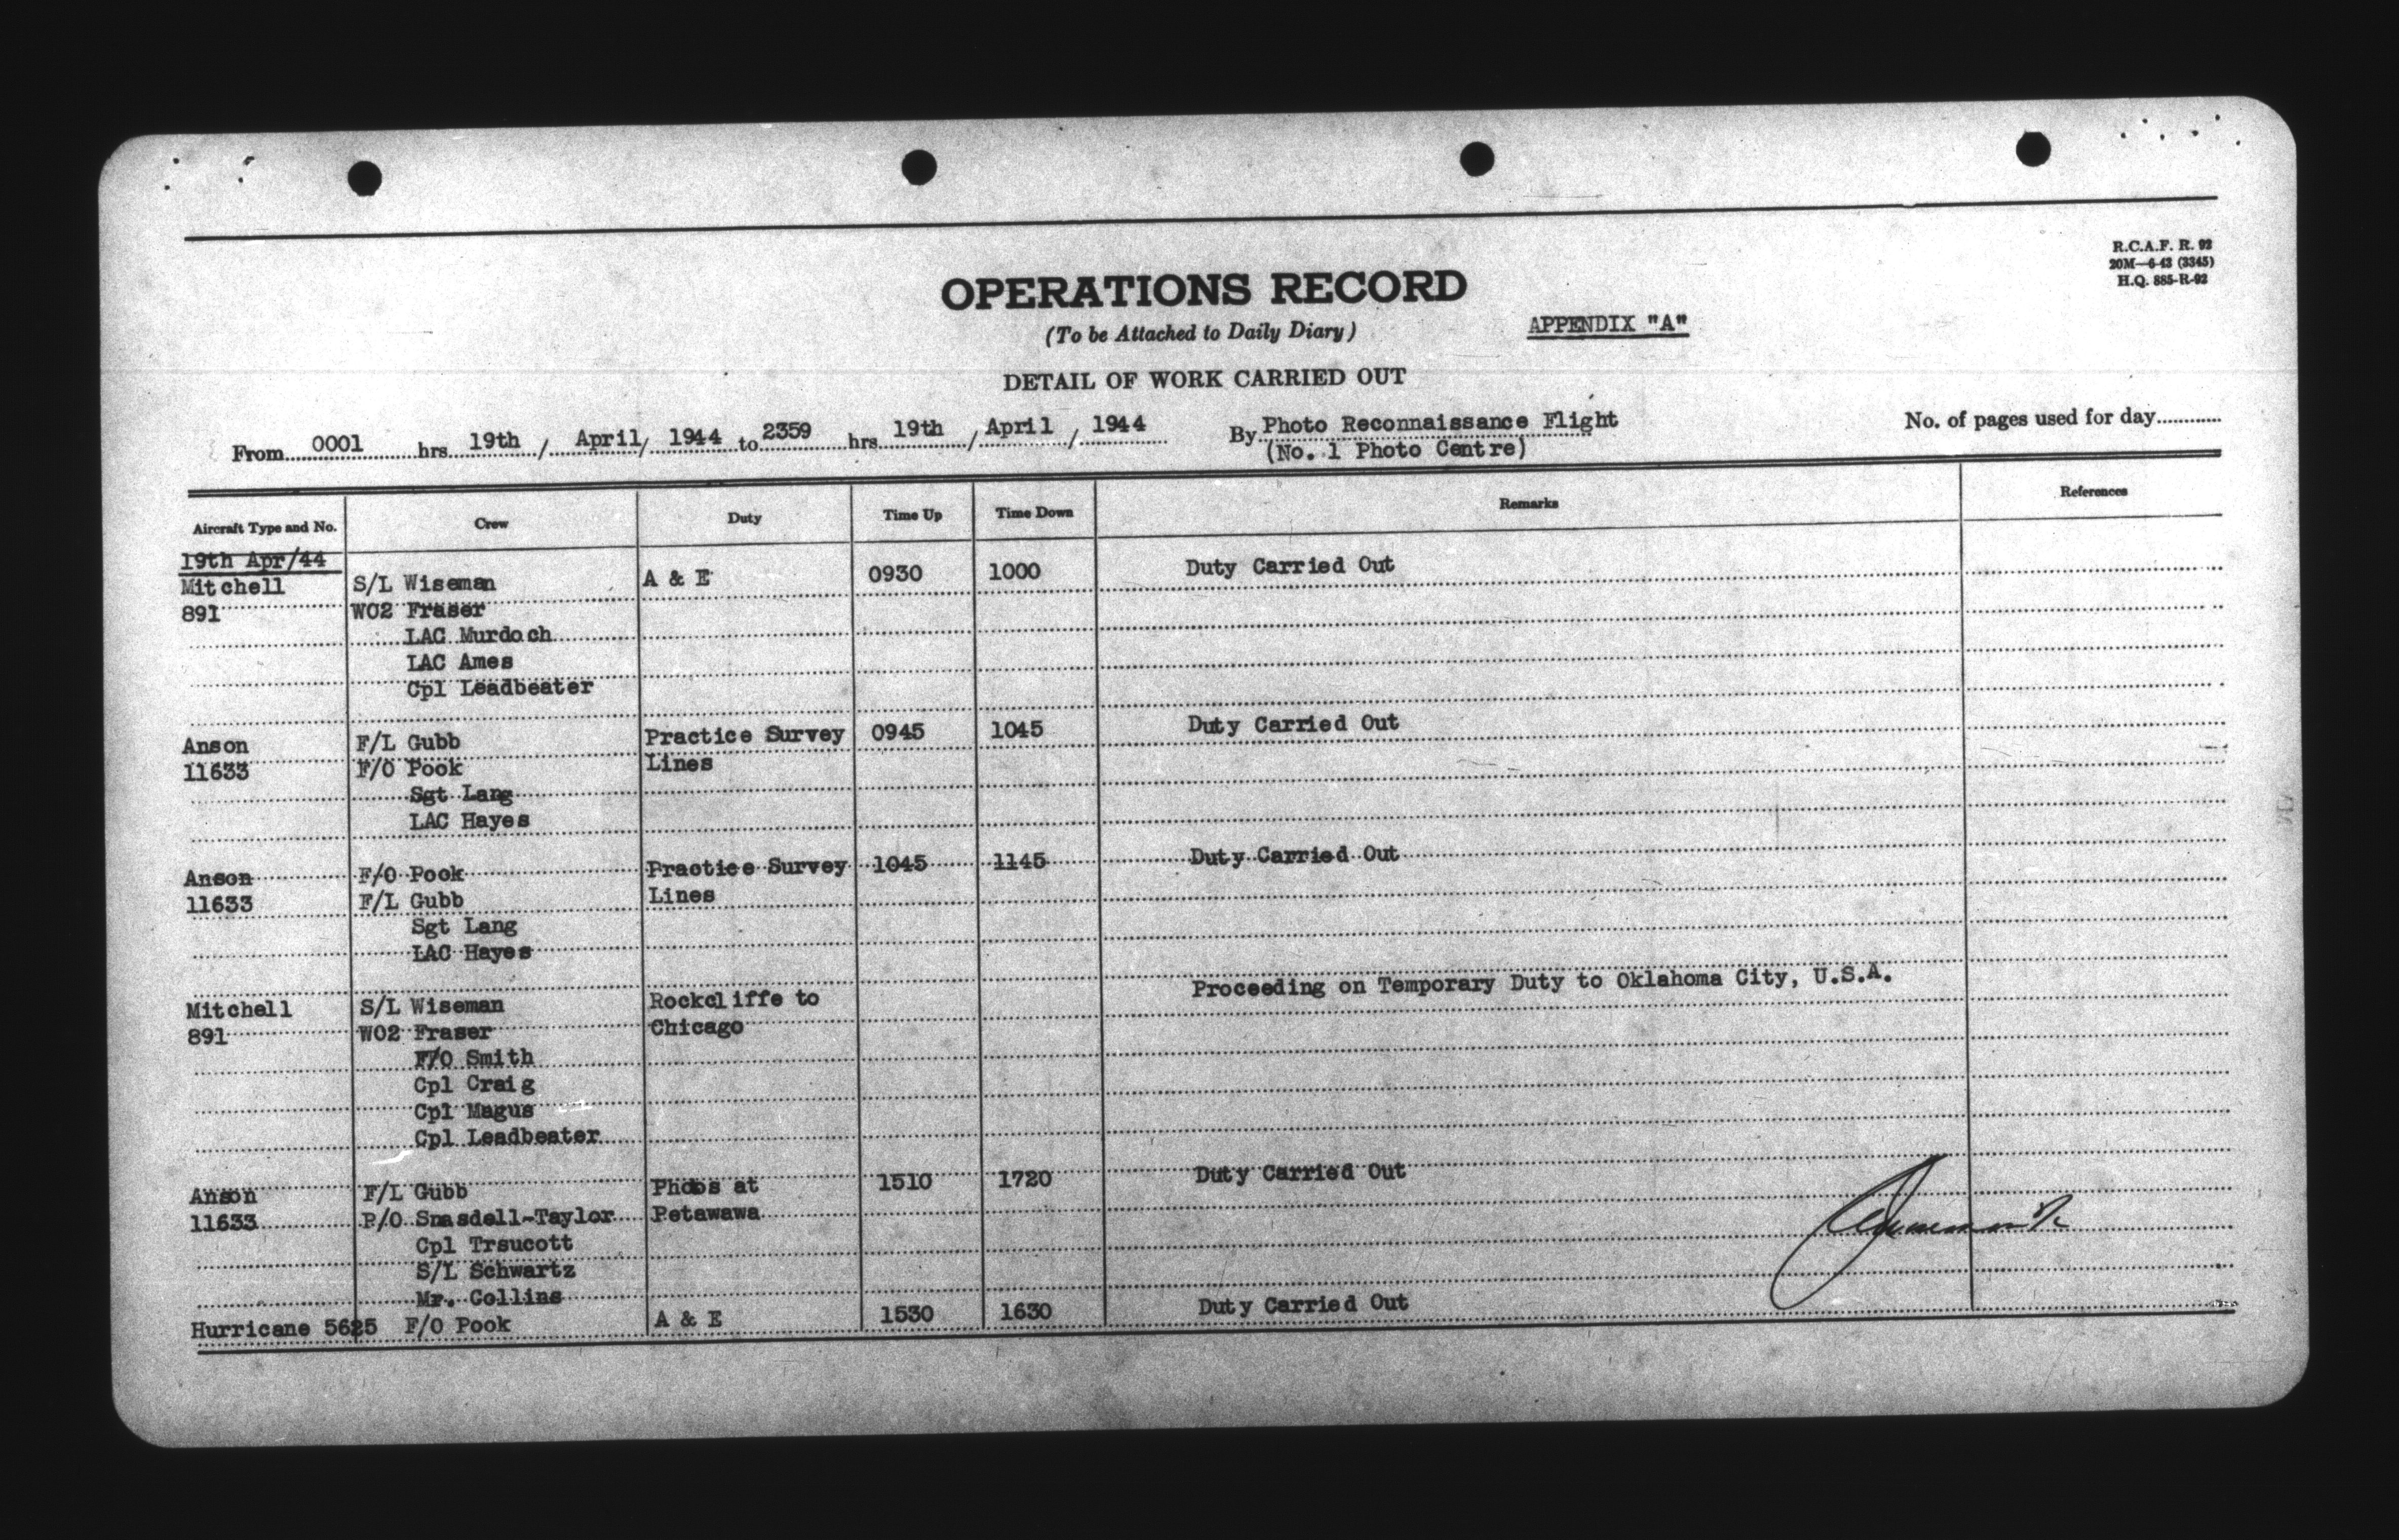 R.C.A.F. R. 92
20M—6-43 (3345)
H.Q. 885-R-92
OPERATIONS RECORD
(To be Attached to Daily Diary)
APPENDIX "A"
DETAIL OF WORK CARRIED OUT
From 0001 hrs 19th / April / 1944 to 2359 hrs 19th / April / 1944 By Photo Reconnaissance Flight No. of pages used for day
(No. 1 Photo Centre)
Aircraft Type and No. Crew Duty Time Up Time Down Remarks References
19th Apr/44
Mitchell S/L Wiseman A & E 0930 1000 Duty Carried Out
891 WO2 Fraser
LAC Murdoch
LAC Ames
Cpl Leadbeater
Anson F/L Gubb Practice Survey 0945 1045 Duty Carried Out
11633 F/O Pook Lines
Sgt Lang
LAC Hayes
Anson F/O Pook Practice Survey 1045 1145 Duty Carried Out
11633 F/L Gubb Lines
Sgt Lang
LAC Hayes
Mitchell S/L Wiseman Rockcliffe to Proceeding on Temporary Duty to Oklahoma City, U.S.A.
891 WO2 Fraser Chicago
F/O Smith
Cpl Craig
Cpl Magus
Cpl Leadbeater
Anson F/L Gubb Photos at 1510 1720 Duty Carried Out
11633 P/O Snasdell-Taylor Petawawa
Cpl Trsucott
S/L Schwartz
Mr. Collins
Hurricane 5625 F/O Pook A & E 1530 1630 Duty Carried Out